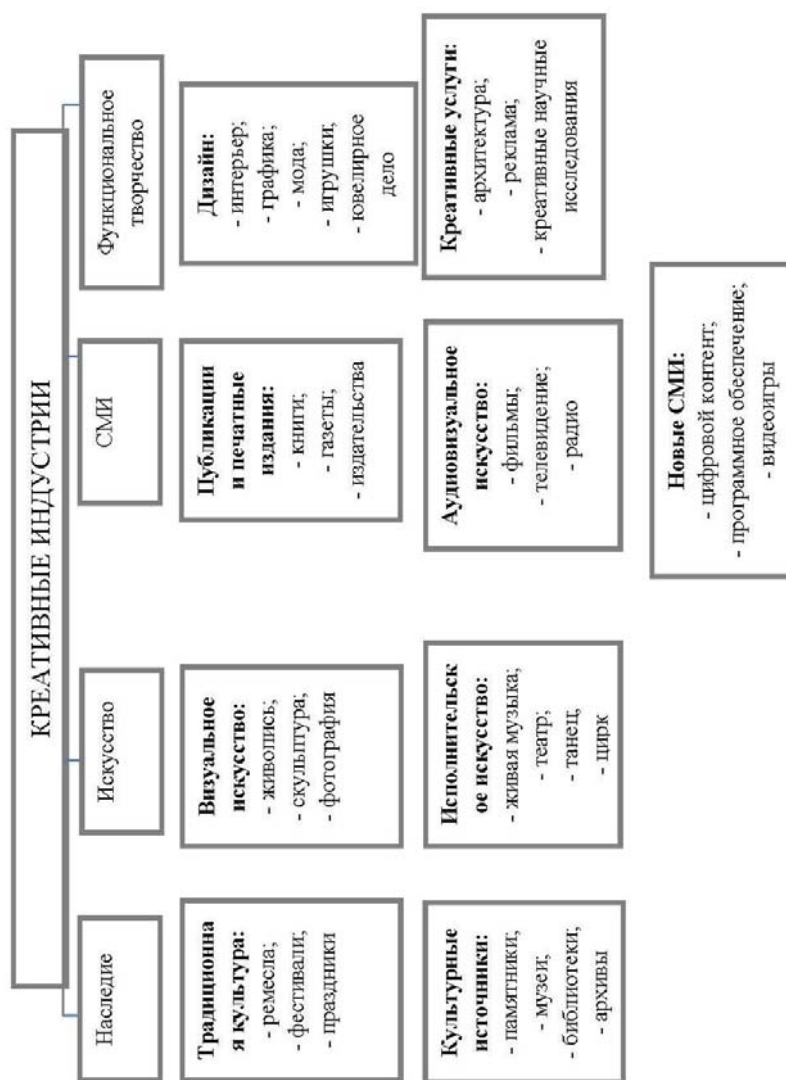 КРЕАТИВНЫЕ ИНДУСТРИИ
Наследие
Искусство
СМИ
Функциональное
творчество
Традиционна
я культура:
- ремесла;
- фестивали;
- праздники
Визуальное
искусство:
- живопись;
- скульптура;
- фотография
Публикации
и печатные
издания:
- книги;
- газеты;
- издательства
Дизайн:
- интерьер;
- графика;
- мода;
- игрушки;
- ювелирное
дело
Культурные
источники:
- памятники;
- музеи;
- библиотеки;
- архивы
Исполнительск
ое искусство:
- живая музыка;
- театр;
- танец;
- цирк
Аудиовизуальное
искусство:
- фильмы;
- телевидение;
- радио
Креативные услуги:
- архитектура;
- реклама;
- креативные научные
исследования
Новые СМИ:
- цифровой контент;
- программное обеспечение;
- видеоигры